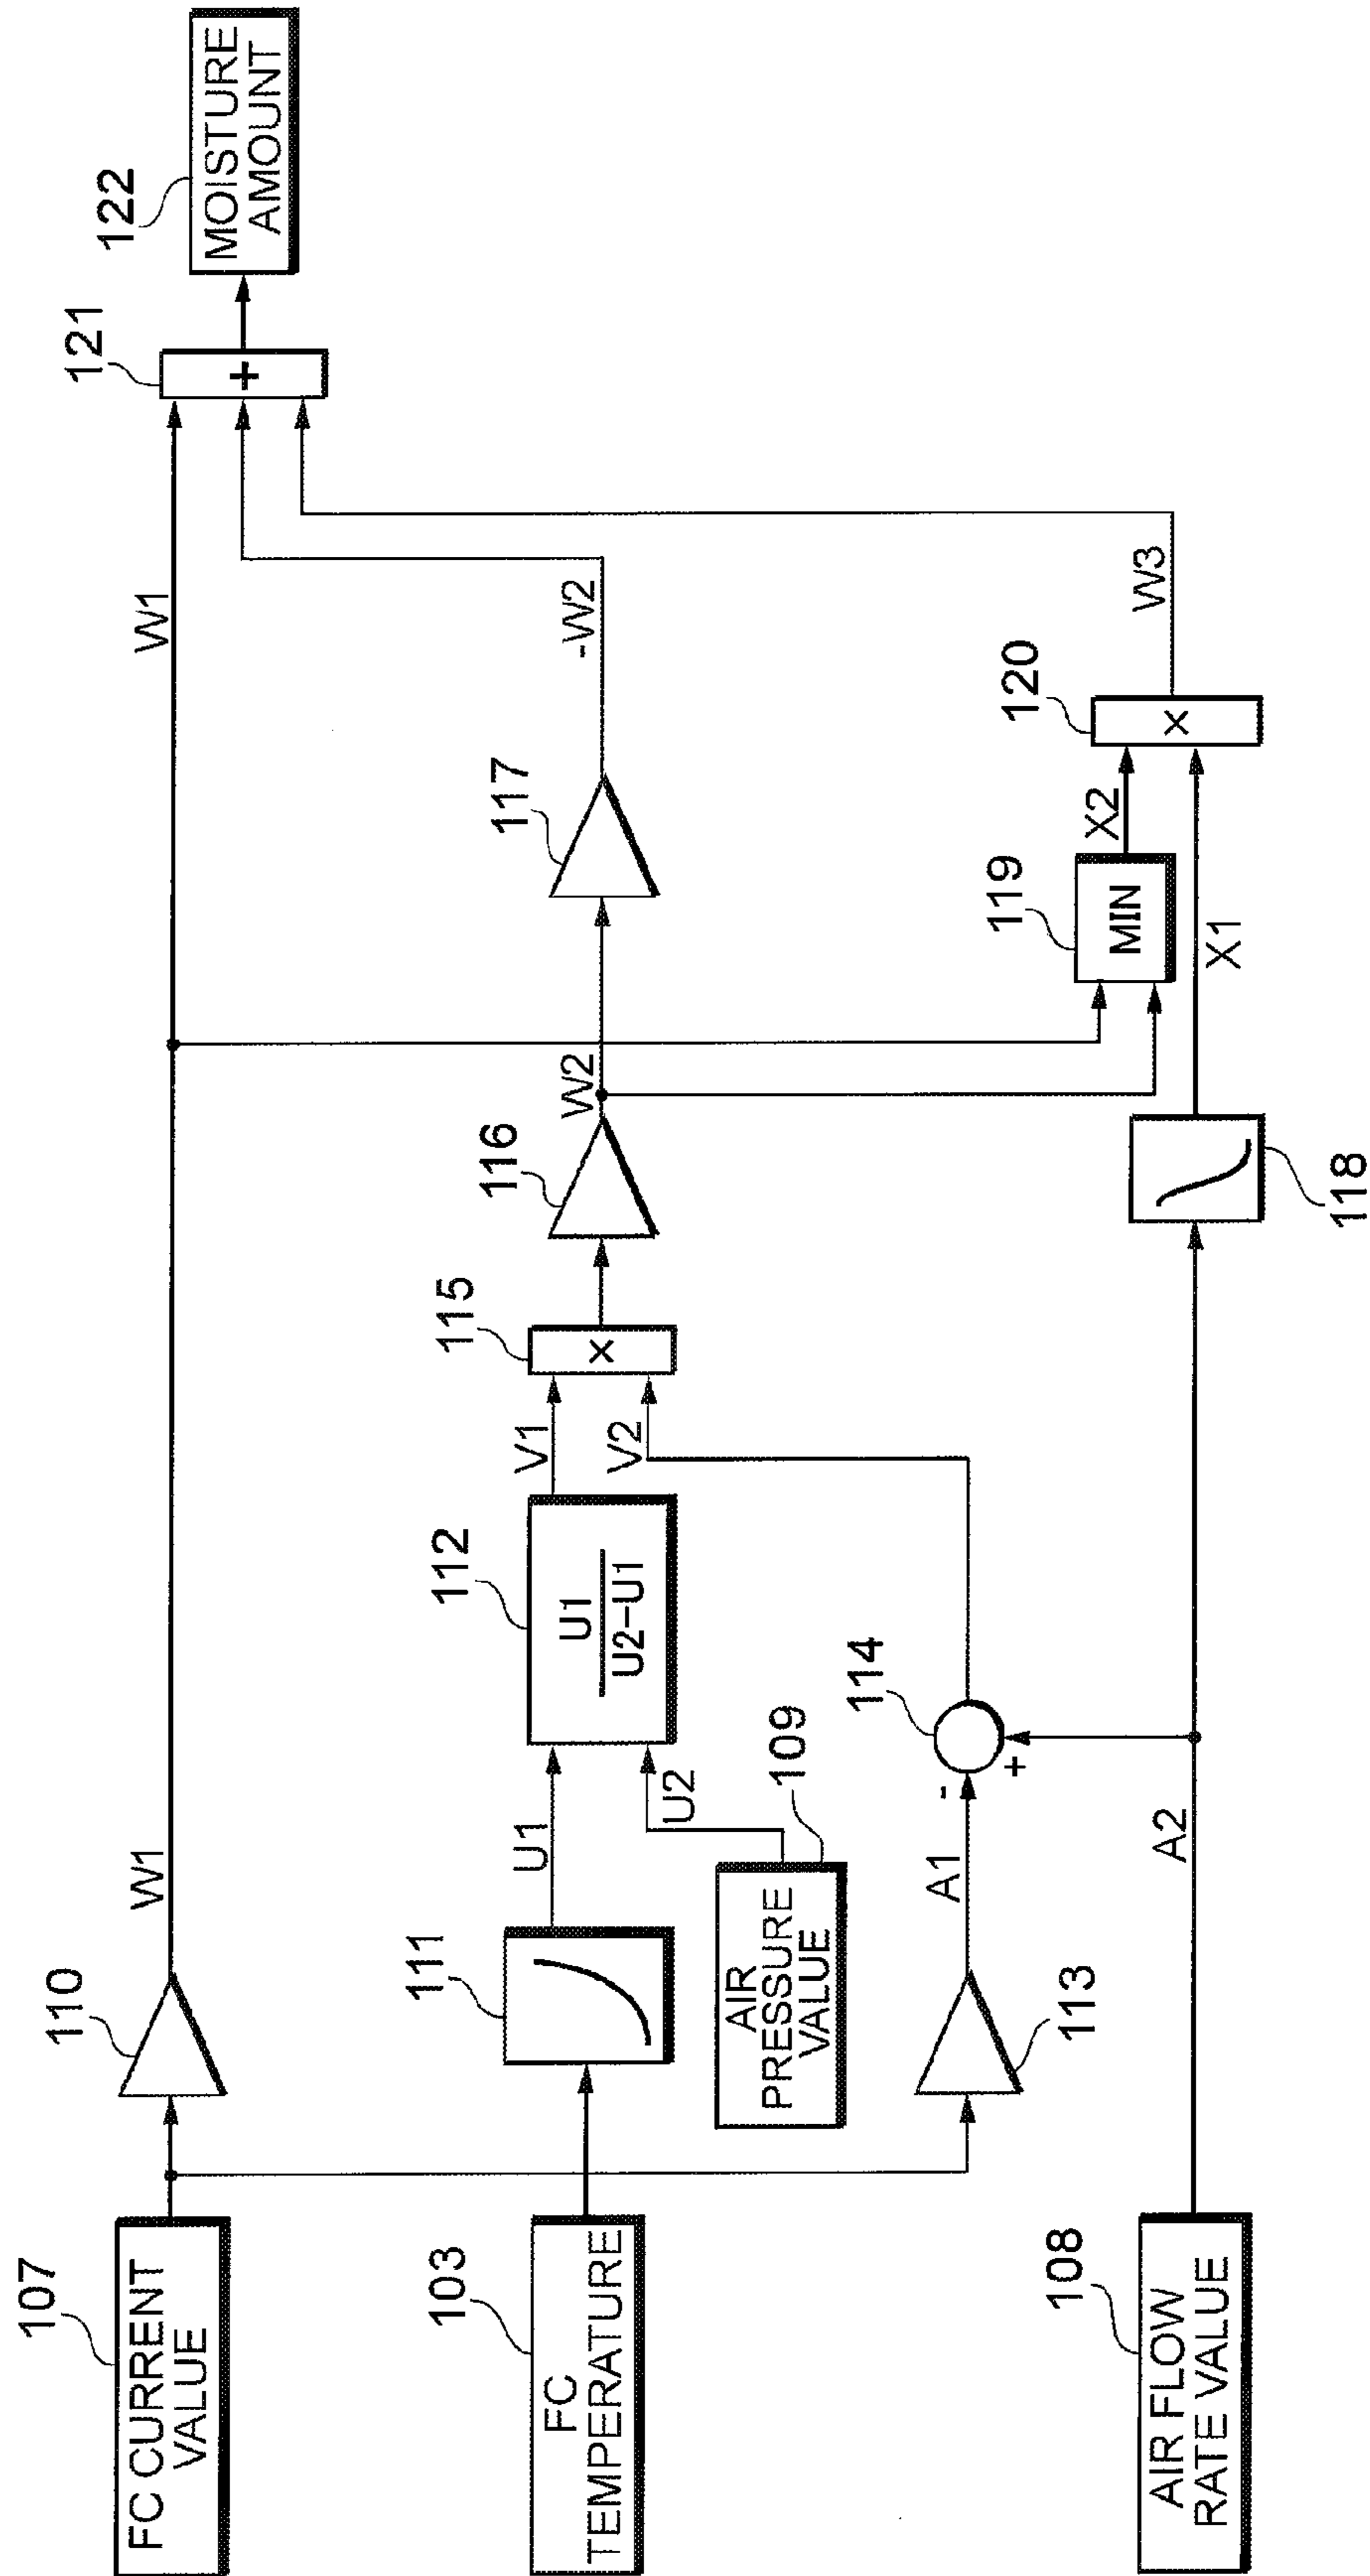 107
FC CURRENT
VALUE
110
W1
W1
121
+
122
MOISTURE
AMOUNT
103
FC
TEMPERATURE
111
U1
U2
109
AIR
PRESSURE
VALUE
112
U1
U2-U1
V1
V2
115
×
116
W2
117
-W2
113
A1
114
-
+
119
MIN
X2
120
×
W3
108
AIR FLOW
RATE VALUE
A2
118
X1